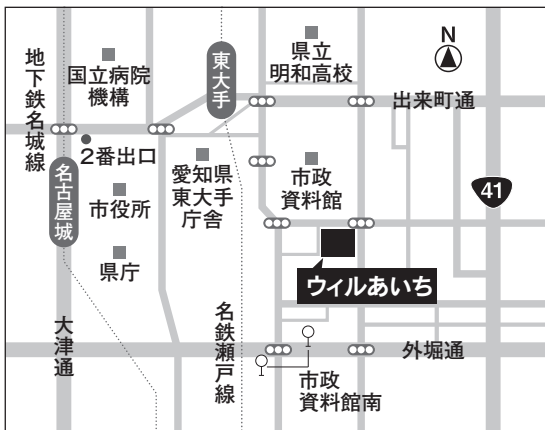 地下鉄名城線
国立病院
機構
東大手
県立
明和高校
N
出来町通
2番出口
名古屋城
市役所
県庁
愛知県
東大手
庁舎
市政
資料館
41
ウィルあいち
大津通
名鉄瀬戸線
外堀通
市政
資料館南